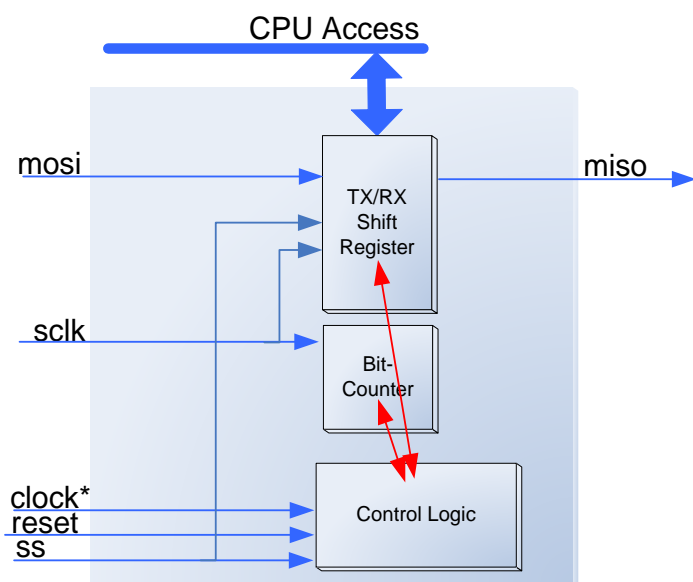 CPU Access
mosi
miso
TX/RX
Shift
Register
sclk
Bit-
Counter
clock*
reset
ss
Control Logic